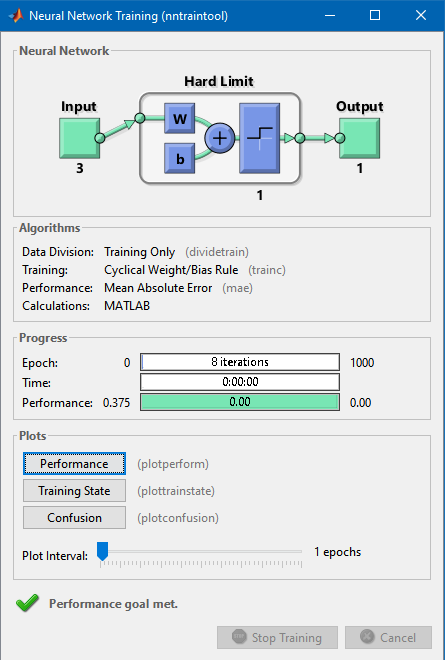 Neural Network Training (nntraintool)
Neural Network
Hard Limit
Input
Output
W
b
+
3
1
1
Algorithms
Data Division: Training Only (dividetrain)
Training: Cyclical Weight/Bias Rule (trainc)
Performance: Mean Absolute Error (mae)
Calculations: MATLAB
Progress
Epoch: 0 8 iterations 1000
Time: 0:00:00
Performance: 0.375 0.00 0.00
Plots
Performance (plotperform)
Training State (plottrainstate)
Confusion (plotconfusion)
Plot Interval: 1 epochs
Performance goal met.
Stop Training Cancel